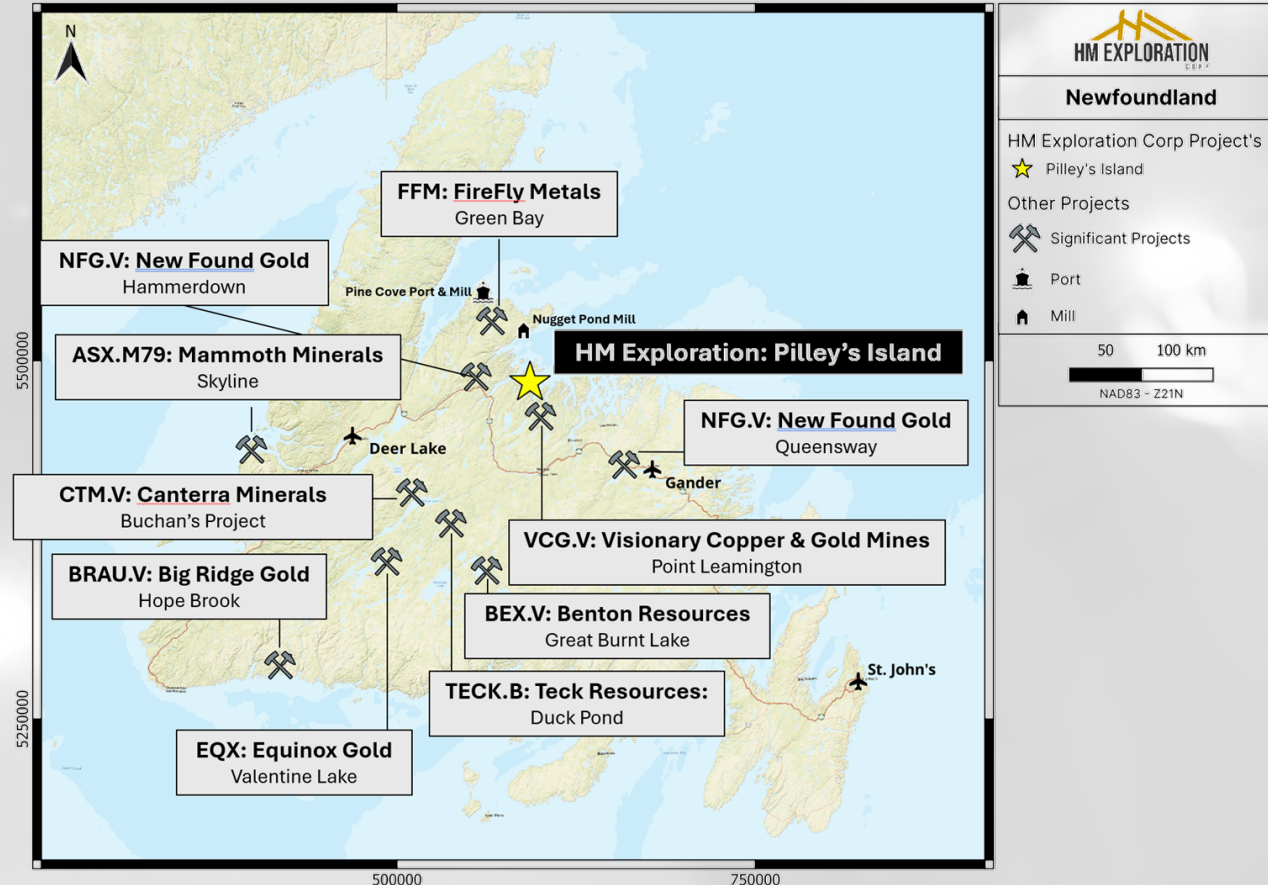 N
HM EXPLORATION
CORP
Newfoundland
HM Exploration Corp Project's
Pilley's Island
Other Projects
Significant Projects
Port
Mill
50 100 km
NAD83 - Z21N
FFM: FireFly Metals
Green Bay
NFG.V: New Found Gold
Hammerdown
Pine Cove Port & Mill
Nugget Pond Mill
ASX.M79: Mammoth Minerals
Skyline
HM Exploration: Pilley's Island
NFG.V: New Found Gold
Queensway
Deer Lake
Gander
CTM.V: Canterra Minerals
Buchan's Project
VCG.V: Visionary Copper & Gold Mines
Point Leamington
BRAU.V: Big Ridge Gold
Hope Brook
BEX.V: Benton Resources
Great Burnt Lake
St. John's
TECK.B: Teck Resources:
Duck Pond
EQX: Equinox Gold
Valentine Lake
5500000
5250000
500000
750000